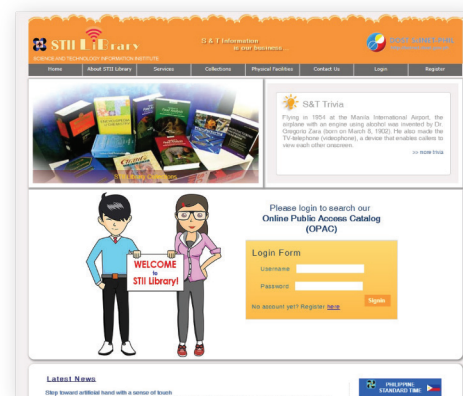 STII LiBrary
SCIENCE AND TECHNOLOGY INFORMATION INSTITUTE
S & T Information
is our business...
Home About STII Library Services Collections Physical Facilities Contact Us Login Register
STII Library Collections
S&T Trivia
Flying in 1954 at the Manila International Airport, the
airplane with an engine using alcohol was invented by Dr.
Gregorio Zara (born on March 8, 1902). He also made the
TV-telephone (videophone), a device that enables callers to
view each other onscreen.
»» more trivia
WELCOME
to
STII Library!
Please login to search our
Online Public Access Catalog
(OPAC)
Login Form
Username
Password
Signin
No account yet? Register here
Latest News
Step toward artificial hand with a sense of touch
PHILIPPINE
STANDARD TIME